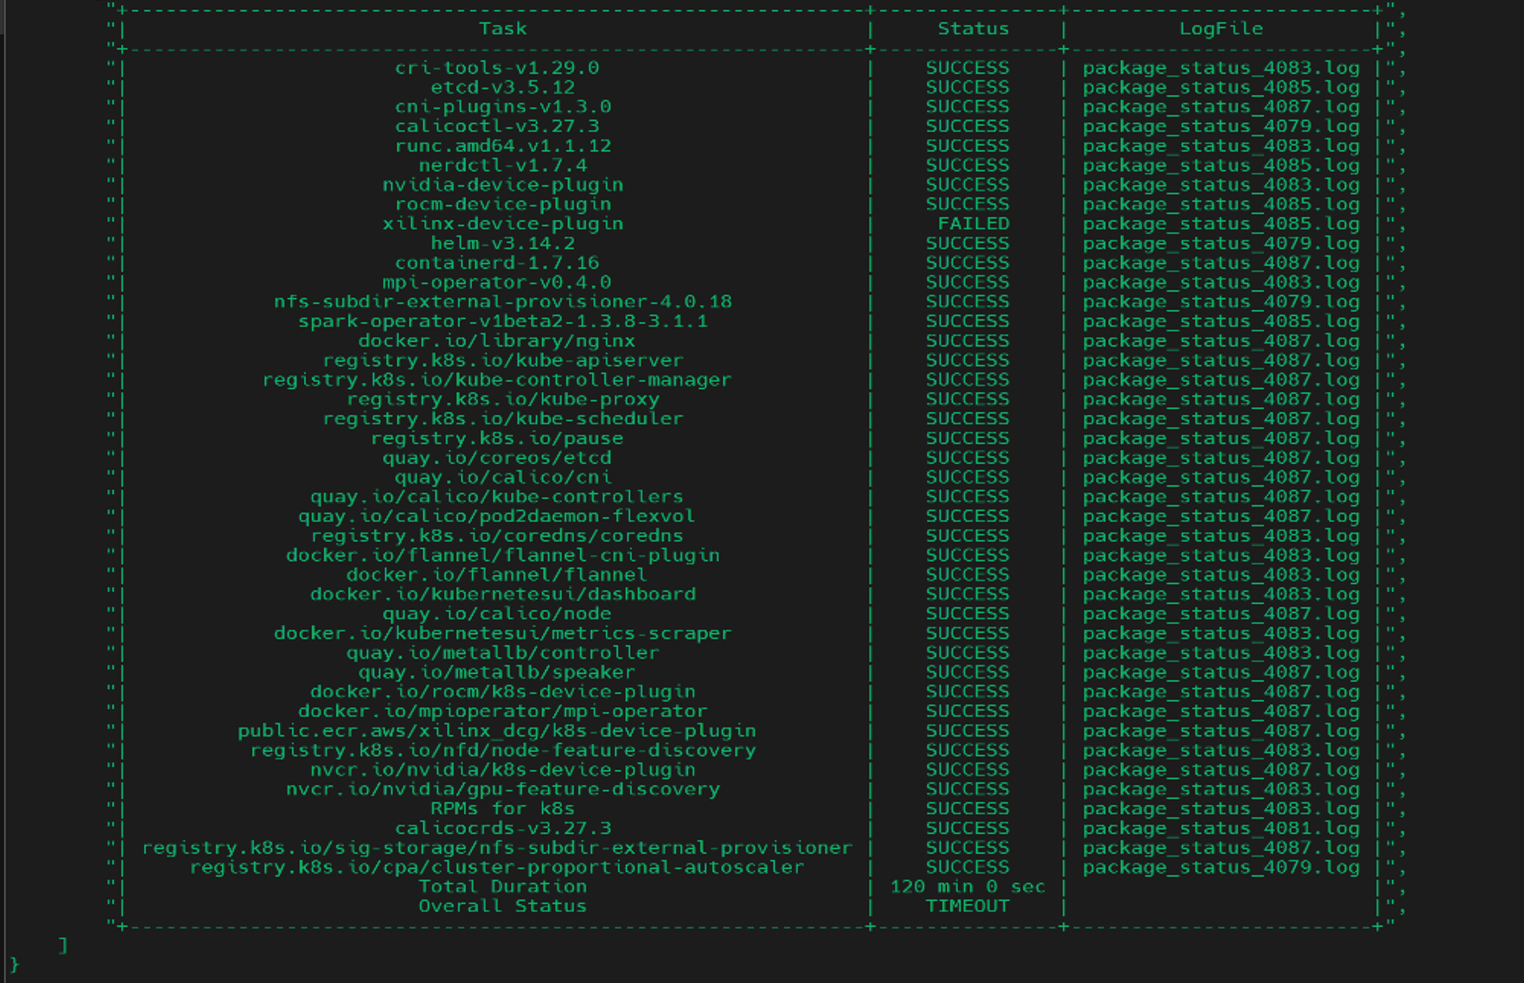 "+--------------------------------------------------------------+---------------+--------------------------+",
"| Task | Status | LogFile |",
"+--------------------------------------------------------------+---------------+--------------------------+",
"| cri-tools-v1.29.0 | SUCCESS | package_status_4083.log |",
"| etcd-v3.5.12 | SUCCESS | package_status_4085.log |",
"| cni-plugins-v1.3.0 | SUCCESS | package_status_4087.log |",
"| calicoctl-v3.27.3 | SUCCESS | package_status_4079.log |",
"| runc.amd64.v1.1.12 | SUCCESS | package_status_4083.log |",
"| nerdctl-v1.7.4 | SUCCESS | package_status_4085.log |",
"| nvidia-device-plugin | SUCCESS | package_status_4083.log |",
"| rocm-device-plugin | SUCCESS | package_status_4085.log |",
"| xilinx-device-plugin | FAILED | package_status_4085.log |",
"| helm-v3.14.2 | SUCCESS | package_status_4079.log |",
"| containerd-1.7.16 | SUCCESS | package_status_4087.log |",
"| mpi-operator-v0.4.0 | SUCCESS | package_status_4083.log |",
"| nfs-subdir-external-provisioner-4.0.18 | SUCCESS | package_status_4079.log |",
"| spark-operator-v1beta2-1.3.8-3.1.1 | SUCCESS | package_status_4085.log |",
"| docker.io/library/nginx | SUCCESS | package_status_4087.log |",
"| registry.k8s.io/kube-apiserver | SUCCESS | package_status_4087.log |",
"| registry.k8s.io/kube-controller-manager | SUCCESS | package_status_4087.log |",
"| registry.k8s.io/kube-proxy | SUCCESS | package_status_4087.log |",
"| registry.k8s.io/kube-scheduler | SUCCESS | package_status_4087.log |",
"| registry.k8s.io/pause | SUCCESS | package_status_4087.log |",
"| quay.io/coreos/etcd | SUCCESS | package_status_4087.log |",
"| quay.io/calico/cni | SUCCESS | package_status_4087.log |",
"| quay.io/calico/kube-controllers | SUCCESS | package_status_4087.log |",
"| quay.io/calico/pod2daemon-flexvol | SUCCESS | package_status_4087.log |",
"| registry.k8s.io/coredns/coredns | SUCCESS | package_status_4083.log |",
"| docker.io/flannel/flannel-cni-plugin | SUCCESS | package_status_4083.log |",
"| docker.io/flannel/flannel | SUCCESS | package_status_4083.log |",
"| docker.io/kubernetesui/dashboard | SUCCESS | package_status_4083.log |",
"| quay.io/calico/node | SUCCESS | package_status_4087.log |",
"| docker.io/kubernetesui/metrics-scraper | SUCCESS | package_status_4083.log |",
"| quay.io/metallb/controller | SUCCESS | package_status_4083.log |",
"| quay.io/metallb/speaker | SUCCESS | package_status_4087.log |",
"| docker.io/rocm/k8s-device-plugin | SUCCESS | package_status_4087.log |",
"| docker.io/mpioperator/mpi-operator | SUCCESS | package_status_4087.log |",
"| public.ecr.aws/xilinx_dcg/k8s-device-plugin | SUCCESS | package_status_4087.log |",
"| registry.k8s.io/nfd/node-feature-discovery | SUCCESS | package_status_4083.log |",
"| nvcr.io/nvidia/k8s-device-plugin | SUCCESS | package_status_4087.log |",
"| nvcr.io/nvidia/gpu-feature-discovery | SUCCESS | package_status_4083.log |",
"| RPMs for k8s | SUCCESS | package_status_4083.log |",
"| calicocrds-v3.27.3 | SUCCESS | package_status_4081.log |",
"| registry.k8s.io/sig-storage/nfs-subdir-external-provisioner | SUCCESS | package_status_4087.log |",
"| registry.k8s.io/cpa/cluster-proportional-autoscaler | SUCCESS | package_status_4079.log |",
"| Total Duration | 120 min 0 sec | |",
"| Overall Status | TIMEOUT | |",
"+--------------------------------------------------------------+---------------+--------------------------+",
]
}